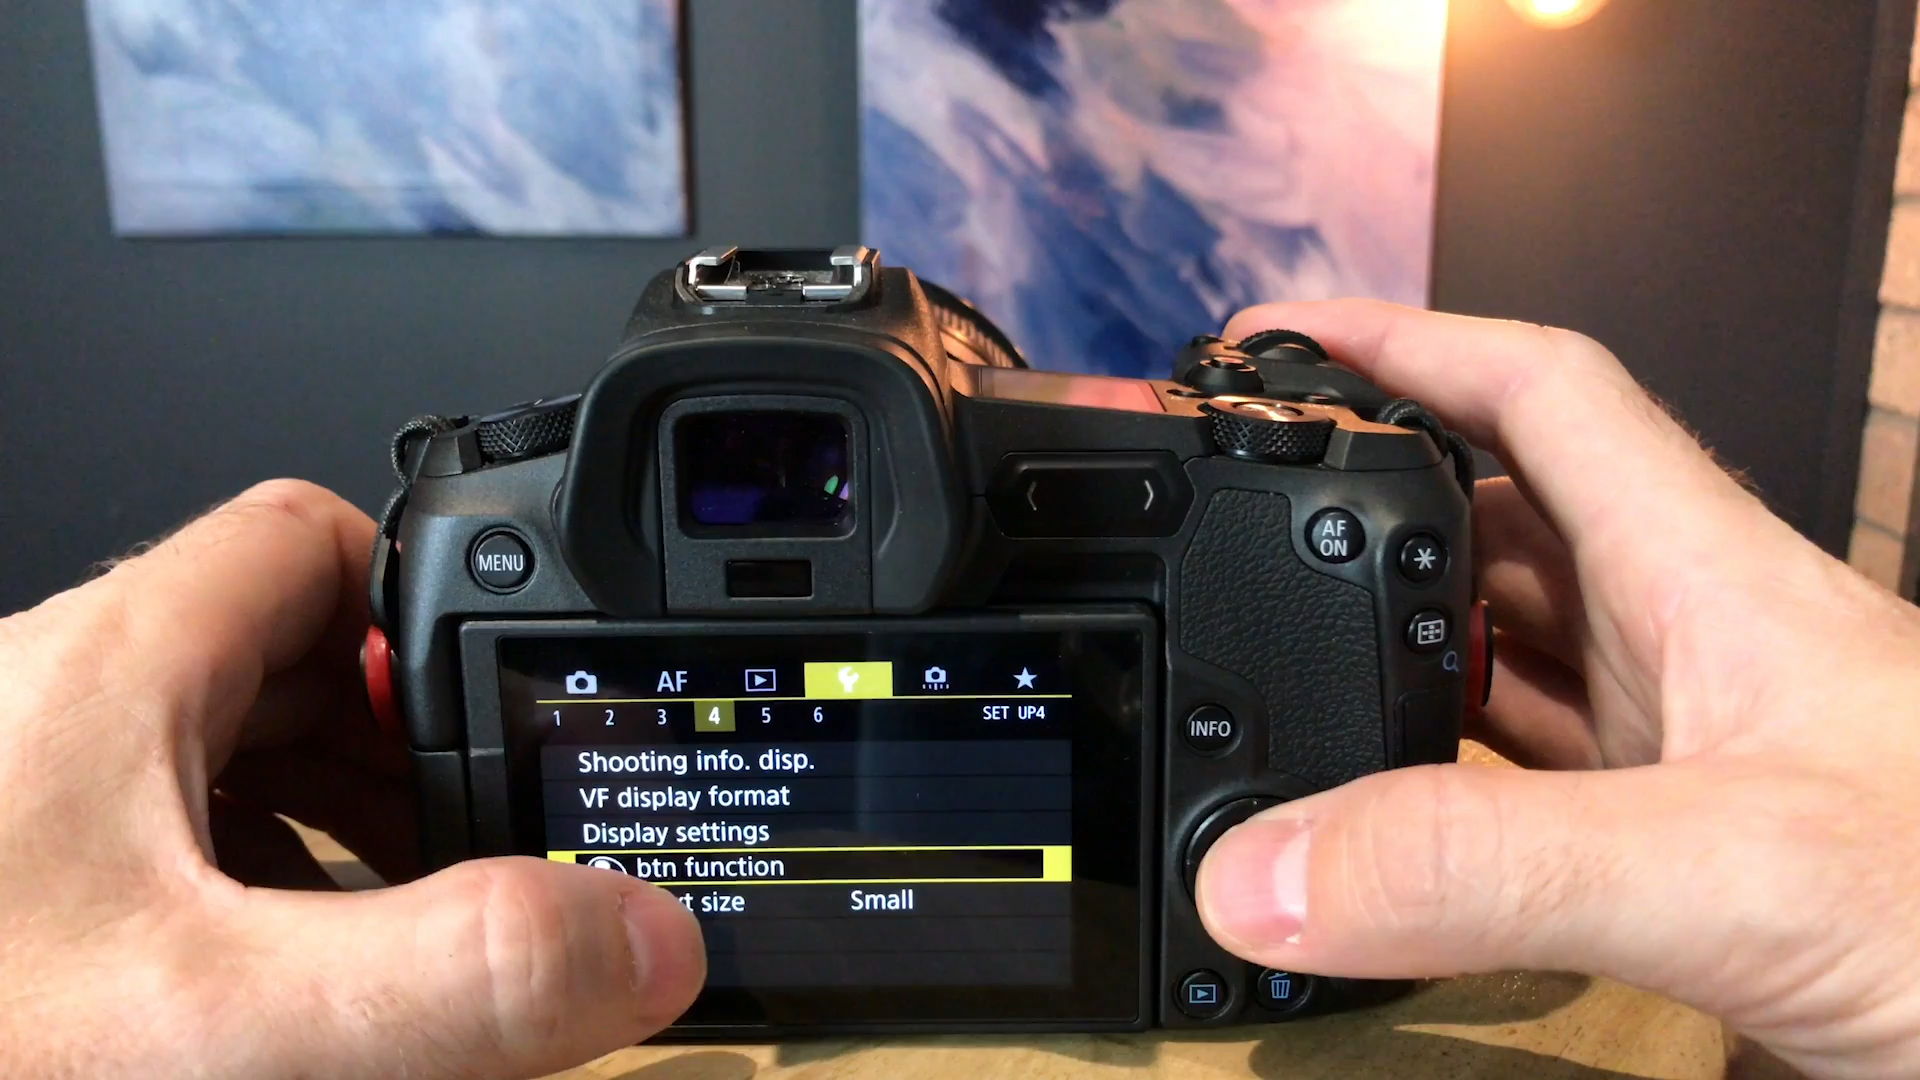 MENU
AF
ON
AF
1 2 3 4 5 6 SET UP4
INFO
Shooting info. disp.
VF display format
Display settings
btn function
size Small